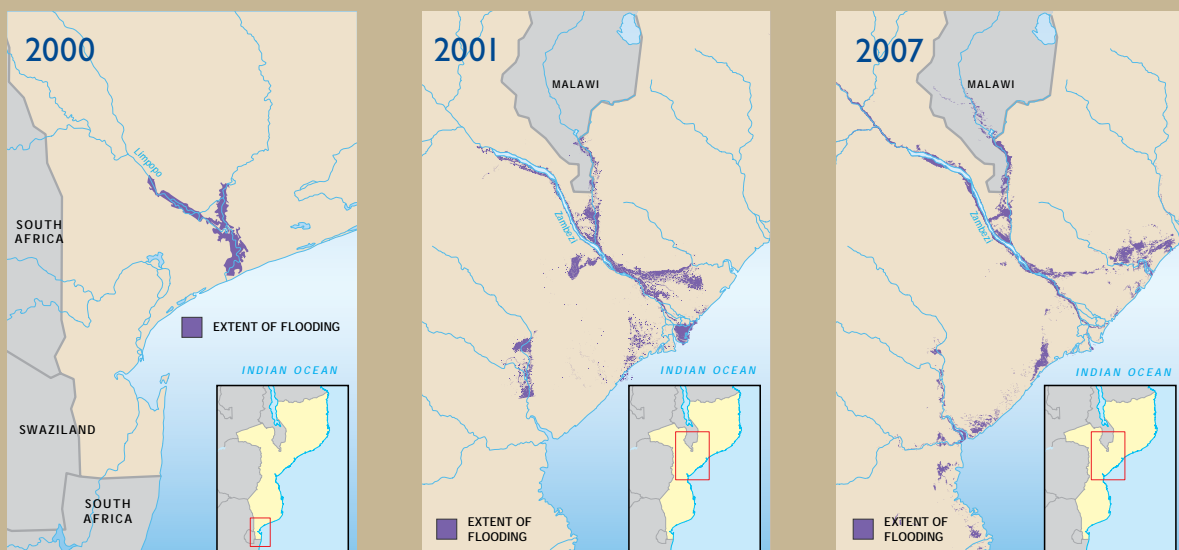 2000
Limpopo
SOUTH
AFRICA
EXTENT OF FLOODING
INDIAN OCEAN
SWAZILAND
SOUTH
AFRICA
2001
MALAWI
Zambezi
INDIAN OCEAN
EXTENT OF
FLOODING
2007
MALAWI
Zambezi
INDIAN OCEAN
EXTENT OF
FLOODING